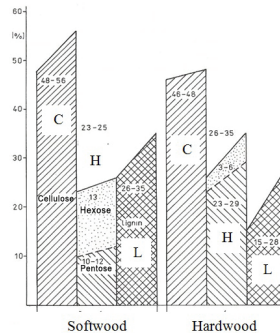 60
(%)
50
40
30
20
10
48-56
C
23-25
H
Cellulose
13
Hexose
10-12
Pentose
26-35
Lignin
L
46-48
C
26-35
3-6
23-29
H
15-28
L
Softwood
Hardwood